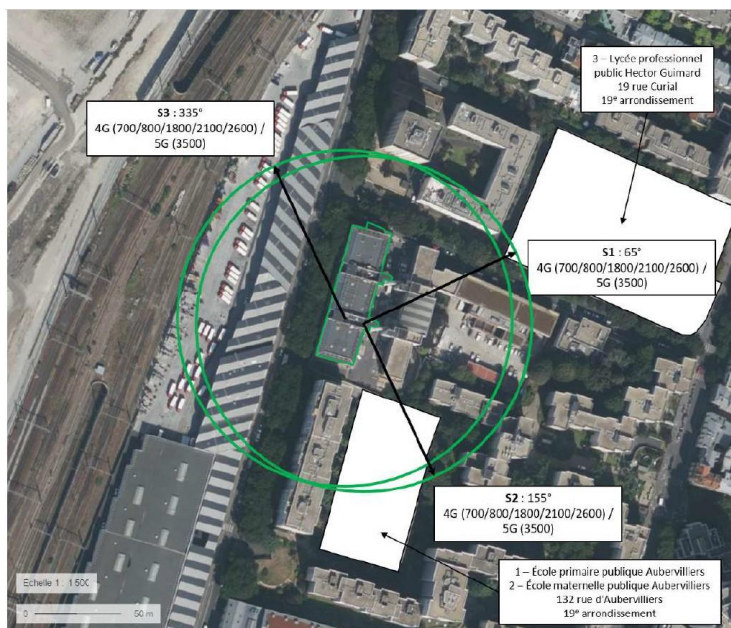 3 – Lycée professionnel
public Hector Guimard
19 rue Curial
19e arrondissement
S3 : 335°
4G (700/800/1800/2100/2600) /
5G (3500)
S1 : 65°
4G (700/800/1800/2100/2600) /
5G (3500)
S2 : 155°
4G (700/800/1800/2100/2600) /
5G (3500)
1 – École primaire publique Aubervilliers
2 – École maternelle publique Aubervilliers
132 rue d'Aubervilliers
19e arrondissement
Echelle 1 : 1 500
0 50 m